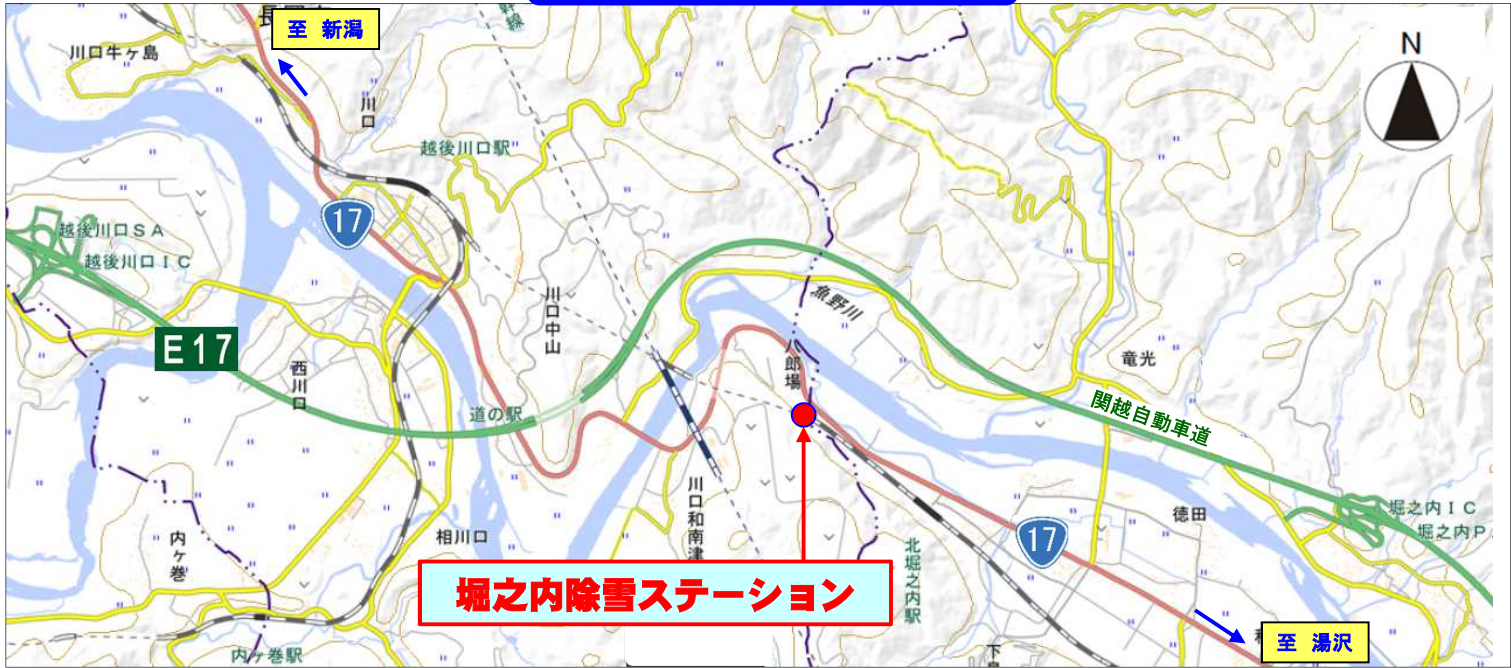 至 新潟
川口牛ヶ島
川口
越後川口駅
N
17
越後川口SA
越後川口IC
E17
川口中山
魚野川
八郎場
西川口
竜光
道の駅
関越自動車道
川口和南津
堀之内IC
堀之内P
徳田
17
相川口
内ヶ巻
北堀之内駅
堀之内除雪ステーション
至 湯沢
内ヶ巻駅